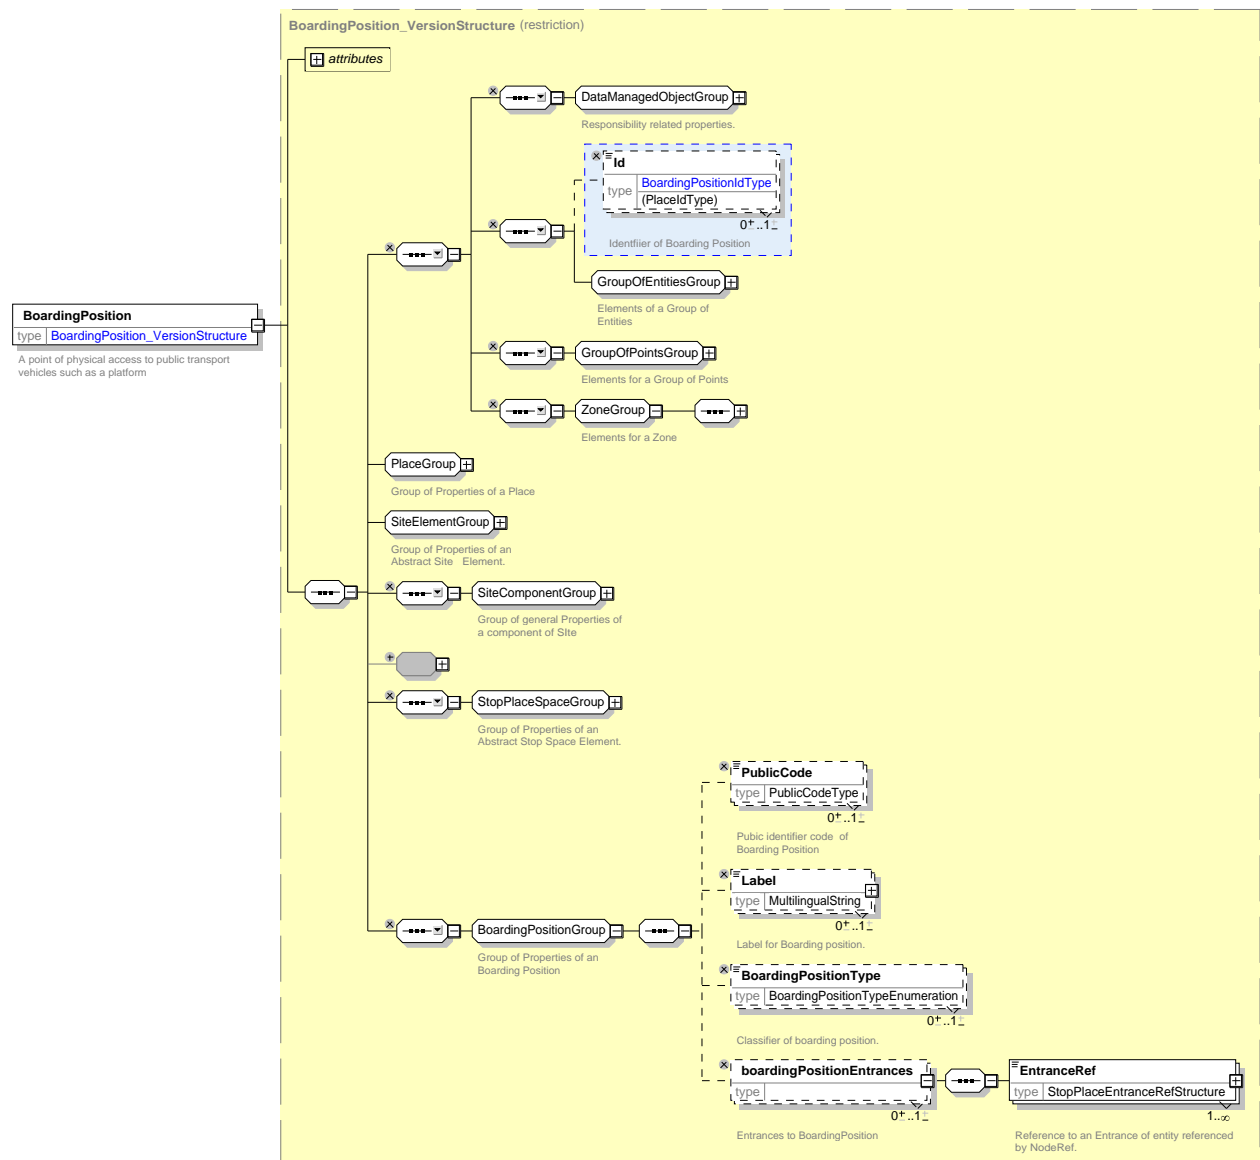 BoardingPosition_VersionStructure (restriction)
attributes
DataManagedObjectGroup
Responsibility related properties.
Id
type BoardingPositionIdType
(PlaceIdType)
0..1
Identfiier of Boarding Position
GroupOfEntitiesGroup
Elements of a Group of
Entities
BoardingPosition
type BoardingPosition_VersionStructure
A point of physical access to public transport
vehicles such as a platform
GroupOfPointsGroup
Elements for a Group of Points
ZoneGroup
Elements for a Zone
PlaceGroup
Group of Properties of a Place
SiteElementGroup
Group of Properties of an
Abstract Site Element.
SiteComponentGroup
Group of general Properties of
a component of SIte
StopPlaceSpaceGroup
Group of Properties of an
Abstract Stop Space Element.
PublicCode
type PublicCodeType
0..1
Pubic identifier code of
Boarding Position
Label
type MultilingualString
0..1
Label for Boarding position.
BoardingPositionGroup
Group of Properties of an
Boarding Position
BoardingPositionType
type BoardingPositionTypeEnumeration
0..1
Classifier of boarding position.
boardingPositionEntrances
type
0..1
Entrances to BoardingPosition
EntranceRef
type StopPlaceEntranceRefStructure
1..∞
Reference to an Entrance of entity referenced
by NodeRef.